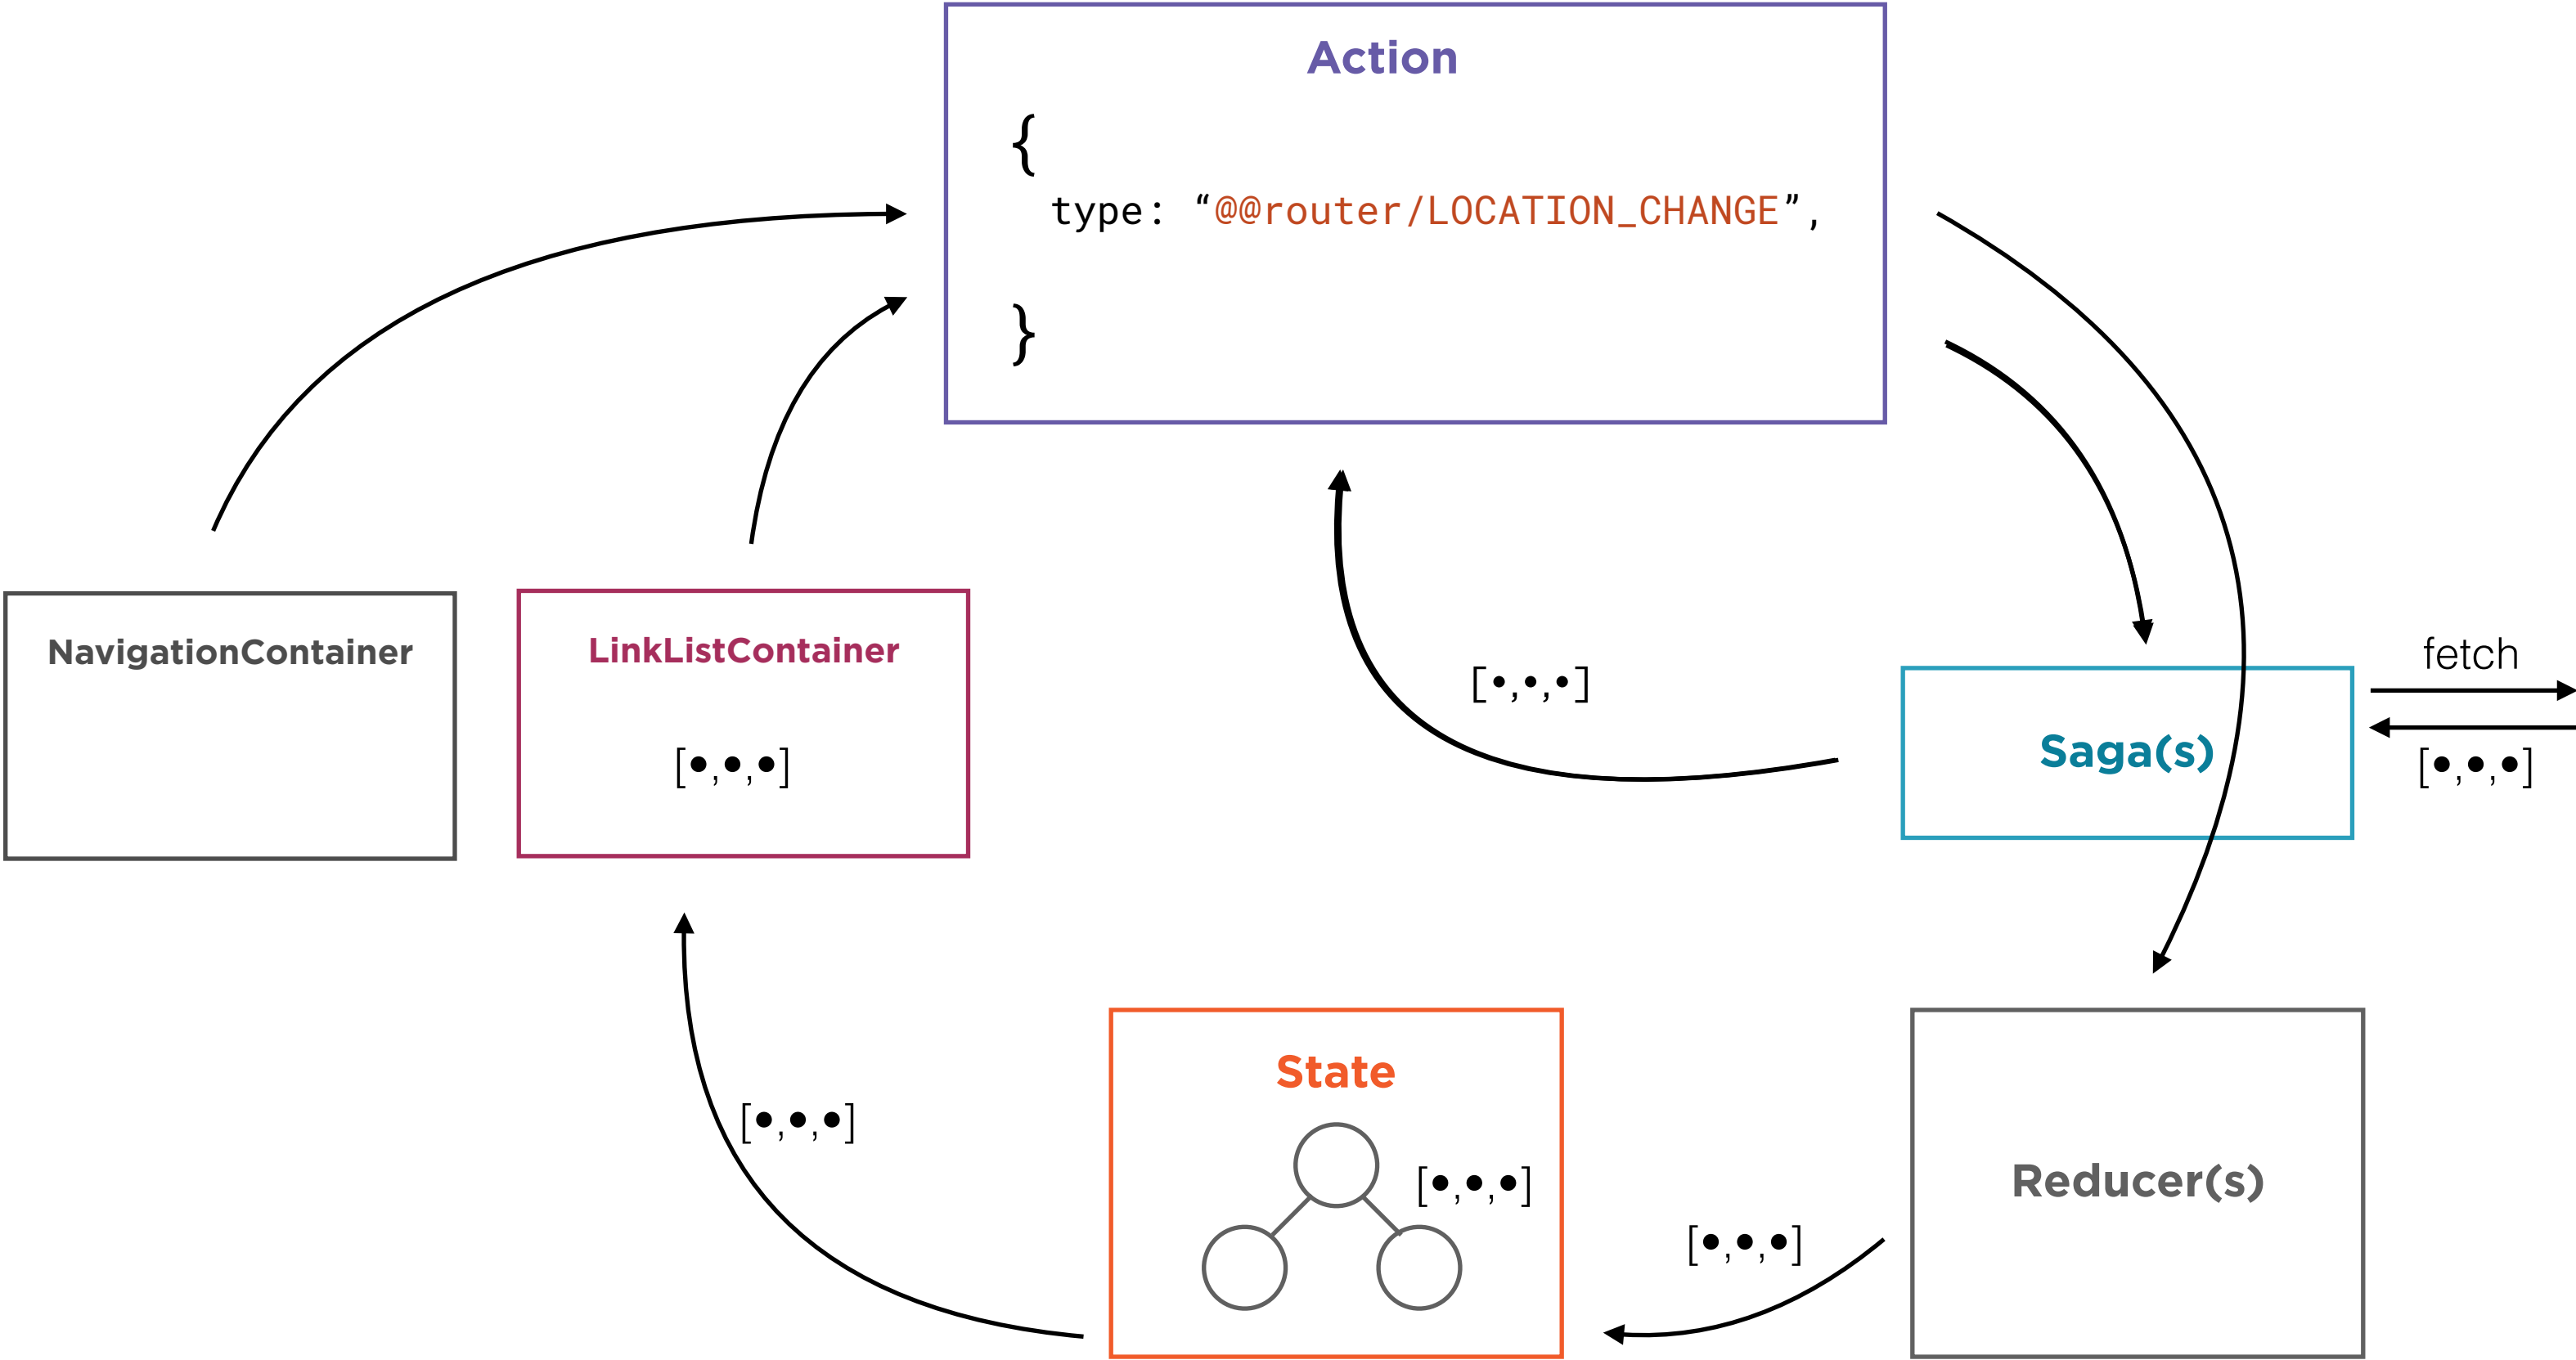 Action
{
type: “@@router/LOCATION_CHANGE”,
}
NavigationContainer
LinkListContainer
[•,•,•]
[•,•,•]
Saga(s)
fetch
[•,•,•]
[•,•,•]
State
[•,•,•]
[•,•,•]
Reducer(s)